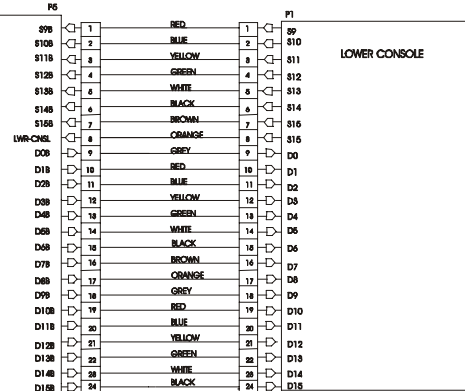 P5 P1
S9B 1 RED 1 S9
S10B 2 BLUE 2 S10
LOWER CONSOLE
S11B 3 YELLOW 3 S11
S12B 4 GREEN 4 S12
S13B 5 WHITE 5 S13
S14B 6 BLACK 6 S14
S15B 7 BROWN 7 S16
LWR-CNSL 8 ORANGE 8 S15
D0B 9 GREY 9 D0
D1B 10 RED 10 D1
D2B 11 BLUE 11 D2
D3B 12 YELLOW 12 D3
D4B 13 GREEN 13 D4
D5B 14 WHITE 14 D5
D6B 15 BLACK 15 D6
D7B 16 BROWN 16 D7
D8B 17 ORANGE 17 D8
D9B 18 GREY 18 D9
D10B 19 RED 19 D10
D11B 20 BLUE 20 D11
D12B 21 YELLOW 21 D12
D13B 22 GREEN 22 D13
D14B 23 WHITE 23 D14
D15B 24 BLACK 24 D15